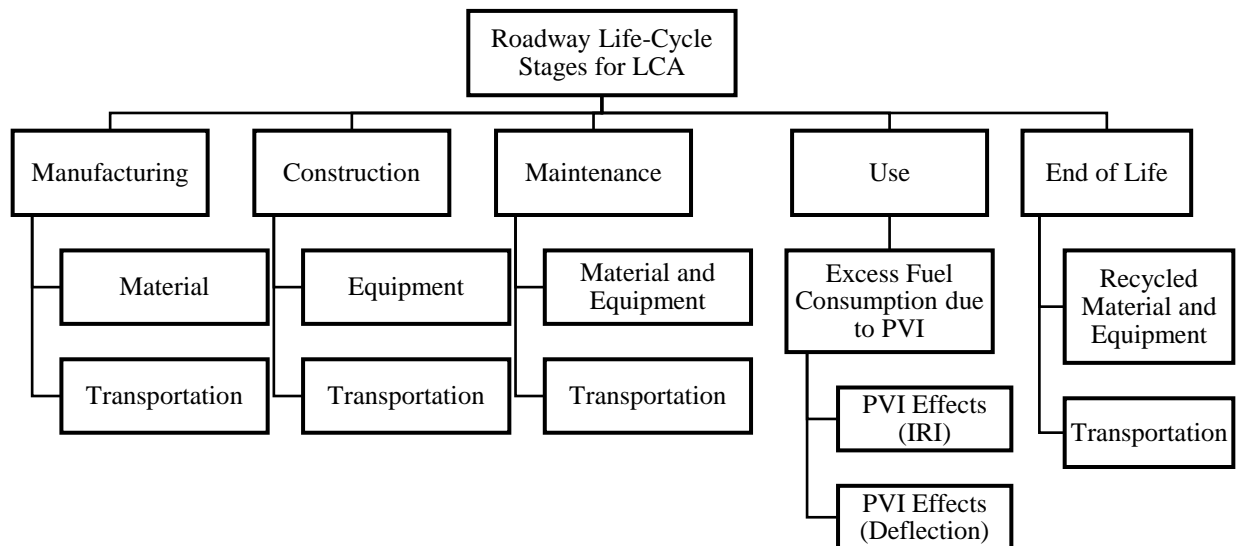 Roadway Life-Cycle
Stages for LCA
Manufacturing
Construction
Maintenance
Use
End of Life
Material
Equipment
Material and
Equipment
Excess Fuel
Consumption due
to PVI
Recycled
Material and
Equipment
Transportation
Transportation
Transportation
PVI Effects
(IRI)
Transportation
PVI Effects
(Deflection)